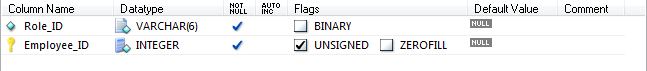 Column Name Datatype NOT NULL AUTO INC Flags Default Value Comment
Role_ID VARCHAR(6) BINARY NULL
Employee_ID INTEGER UNSIGNED ZEROFILL NULL